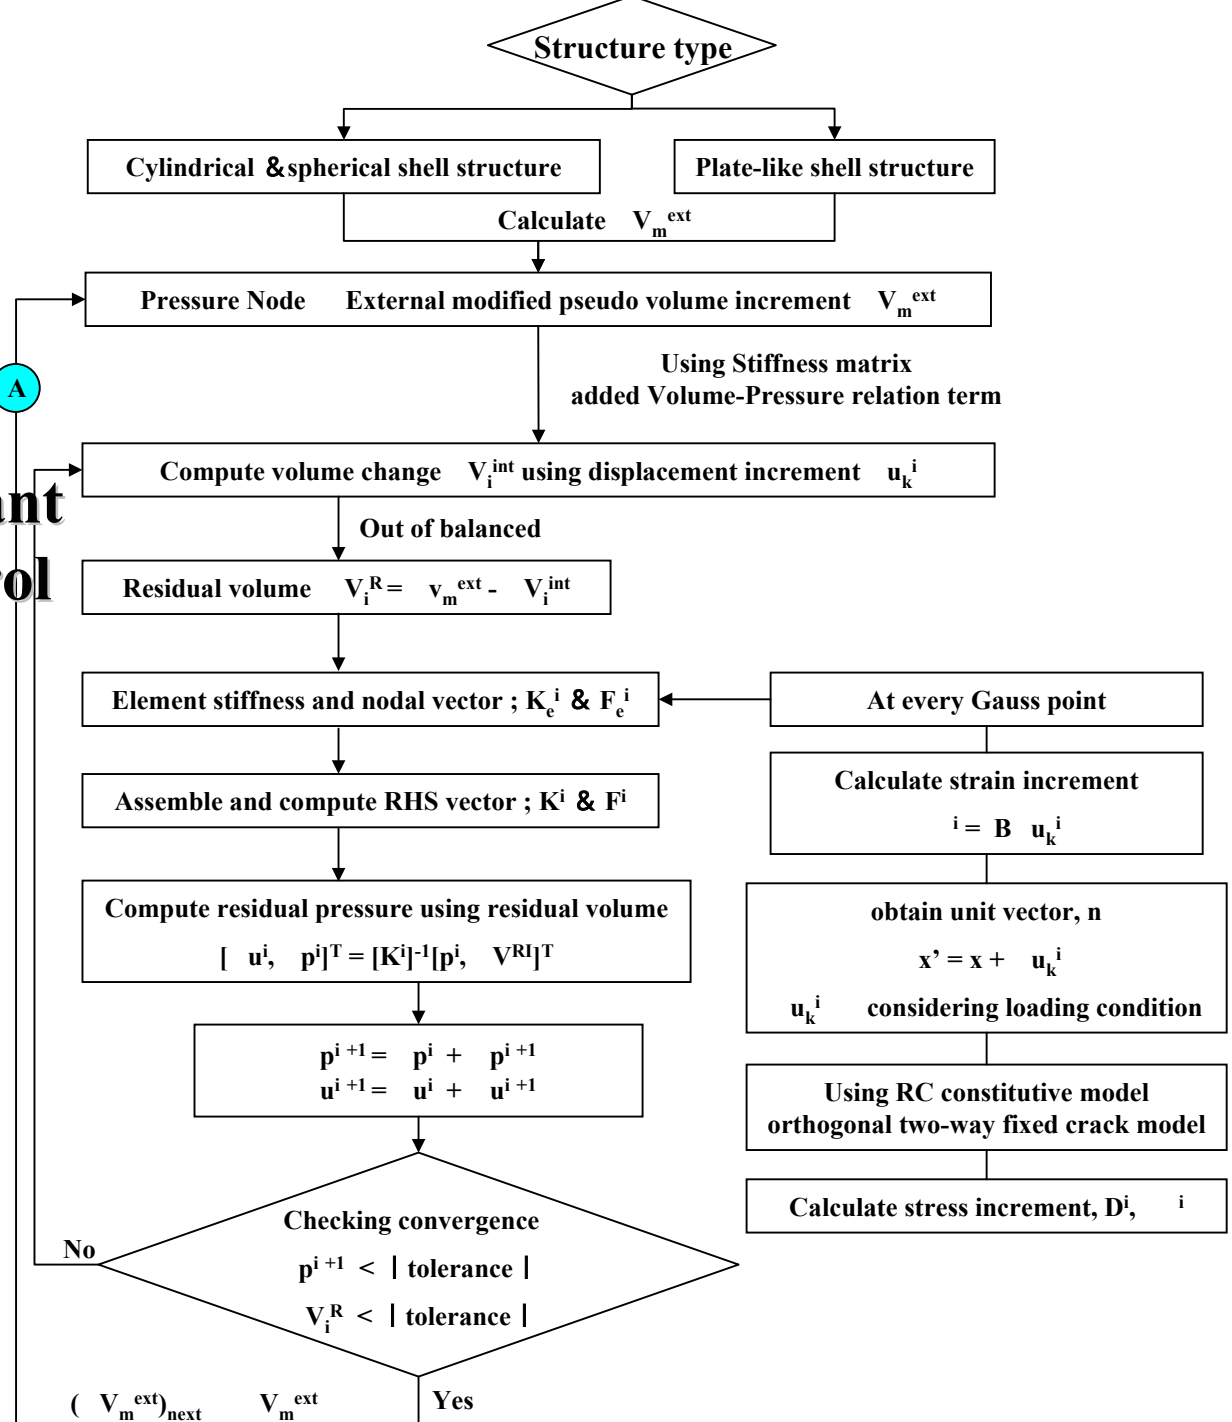 Structure type
Cylindrical & spherical shell structure
Plate-like shell structure
Calculate V_m^ext
Pressure Node External modified pseudo volume increment V_m^ext
A
Using Stiffness matrix
added Volume-Pressure relation term
Compute volume change V_i^int using displacement increment u_k^i
Out of balanced
Residual volume V_i^R = v_m^ext - V_i^int
Element stiffness and nodal vector ; K_e^i & F_e^i
Assemble and compute RHS vector ; K^i & F^i
Compute residual pressure using residual volume
[ u^i, p^i]^T = [K^i]^-1[p^i, V^RI]^T
p^i +1 = p^i + p^i +1
u^i +1 = u^i + u^i +1
Checking convergence
p^i +1 < | tolerance |
V_i^R < | tolerance |
No
Yes
( V_m^ext)_next V_m^ext
At every Gauss point
Calculate strain increment
^i = B u_k^i
obtain unit vector, n
x’ = x + u_k^i
u_k^i considering loading condition
Using RC constitutive model
orthogonal two-way fixed crack model
Calculate stress increment, D^i, ^i